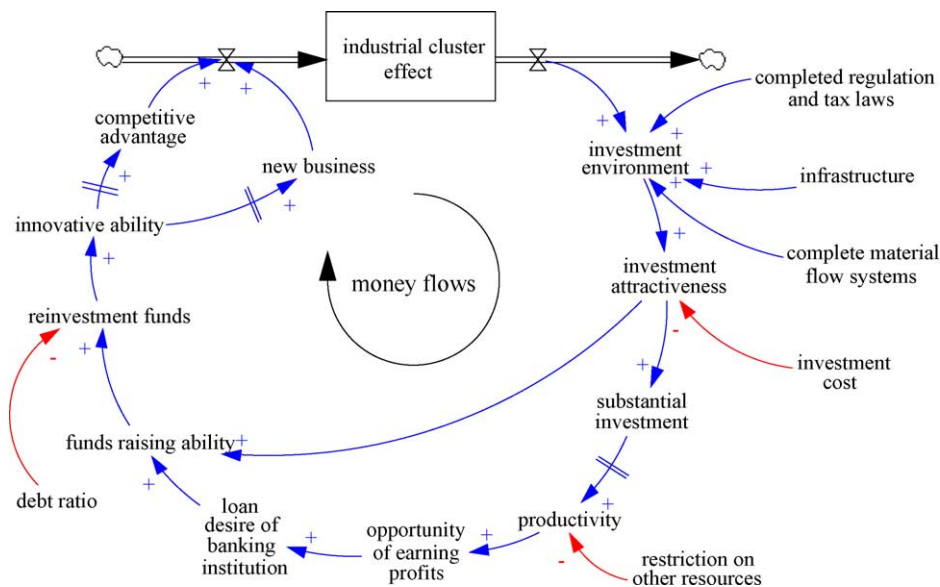 industrial cluster
effect
completed regulation
and tax laws
competitive
advantage
+
+
+
+
investment
environment
new business
+
+
+
+
+
infrastructure
innovative ability
+
+
complete material
flow systems
investment
attractiveness
money flows
reinvestment funds
-
+
-
+
investment
cost
substantial
investment
funds raising ability
+
+
debt ratio
loan
desire of
banking
institution
+
opportunity
of earning
profits
+
productivity
+
-
restriction on
other resources